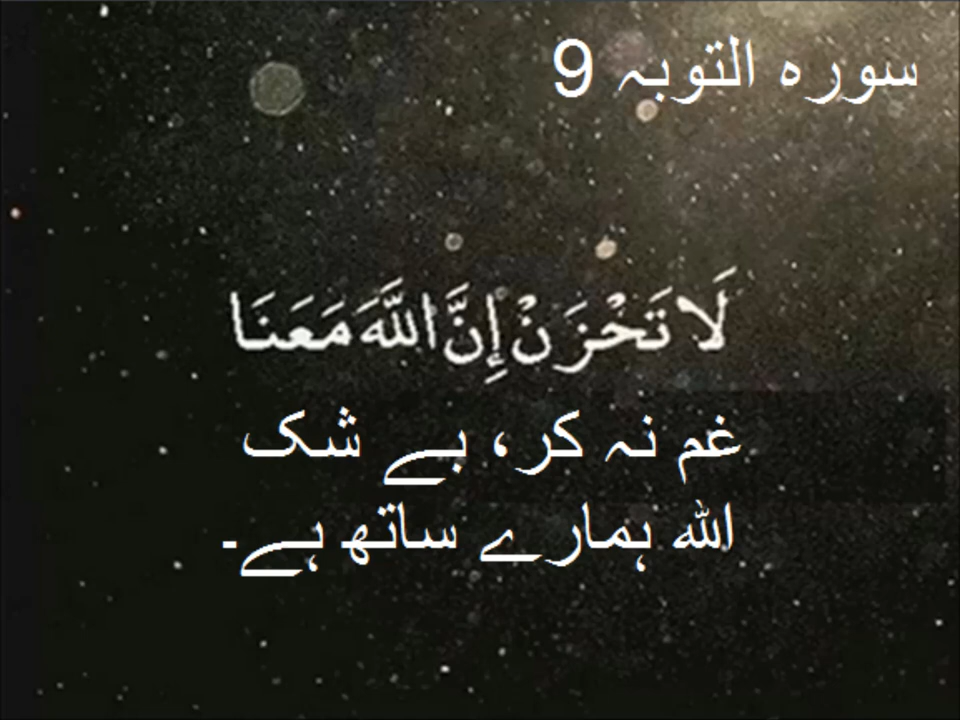 سورہ التوبہ 9
لَا تَحْزَنْ إِنَّ اللَّهَ مَعَنَا
غم نہ کر، بے شک
اللہ ہمارے ساتھ ہے۔